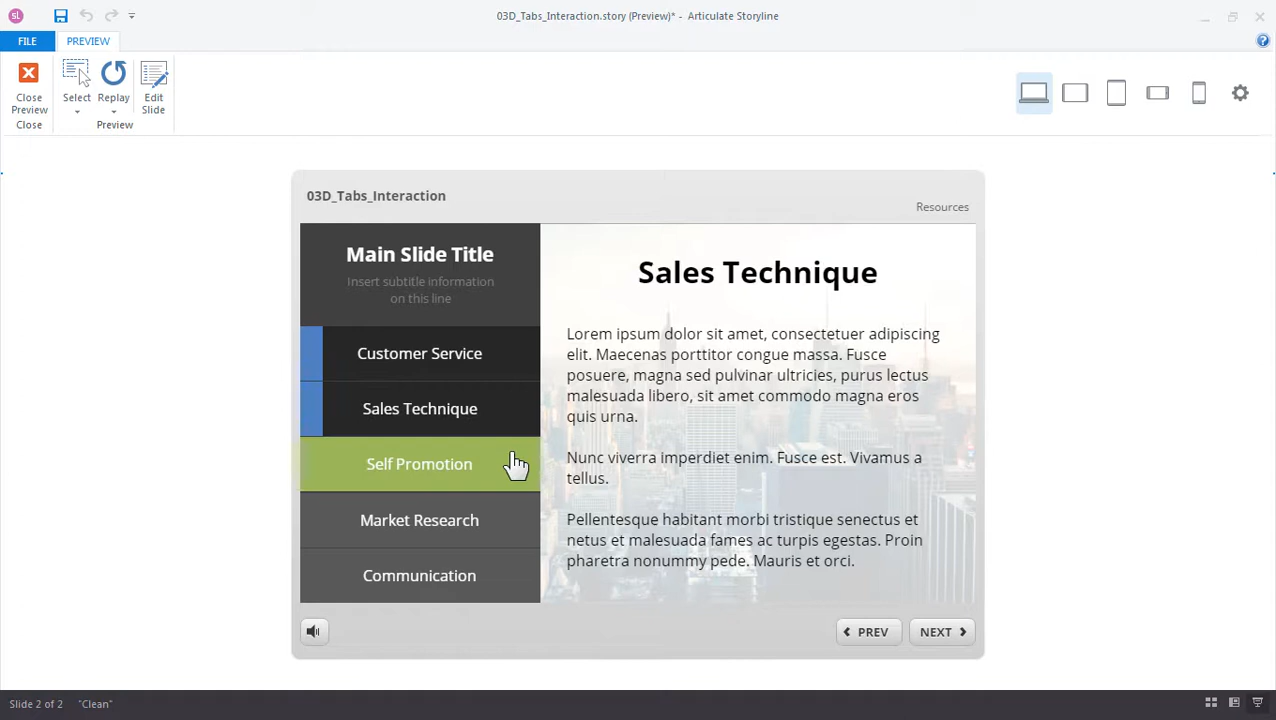 sl
03D_Tabs_Interaction.story (Preview)* - Articulate Storyline
FILE
PREVIEW
?
Close
Preview
Select
Replay
Edit
Slide
Close
Preview
03D_Tabs_Interaction
Resources
Main Slide Title
Insert subtitle information
on this line
Customer Service
Sales Technique
Self Promotion
Market Research
Communication
Sales Technique
Lorem ipsum dolor sit amet, consectetuer adipiscing
elit. Maecenas porttitor congue massa. Fusce
posuere, magna sed pulvinar ultricies, purus lectus
malesuada libero, sit amet commodo magna eros
quis urna.
Nunc viverra imperdiet enim. Fusce est. Vivamus a
tellus.
Pellentesque habitant morbi tristique senectus et
netus et malesuada fames ac turpis egestas. Proin
pharetra nonummy pede. Mauris et orci.
PREV
NEXT
Slide 2 of 2 "Clean"